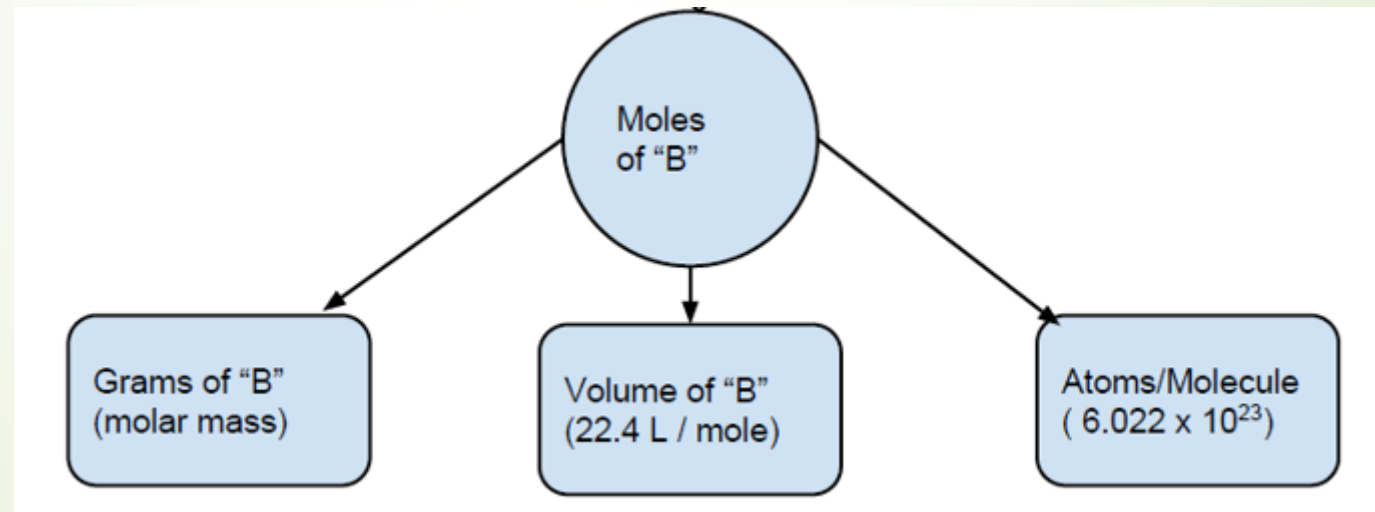 Moles
of “B”
Grams of “B”
(molar mass)
Volume of “B”
(22.4 L / mole)
Atoms/Molecule
( 6.022 x 10²³)